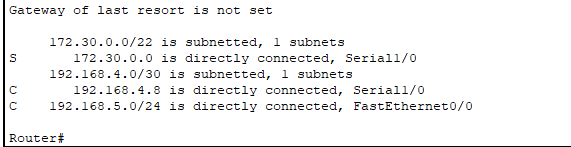 Gateway of last resort is not set
172.30.0.0/22 is subnetted, 1 subnets
S 172.30.0.0 is directly connected, Serial1/0
192.168.4.0/30 is subnetted, 1 subnets
C 192.168.4.8 is directly connected, Serial1/0
C 192.168.5.0/24 is directly connected, FastEthernet0/0
Router#